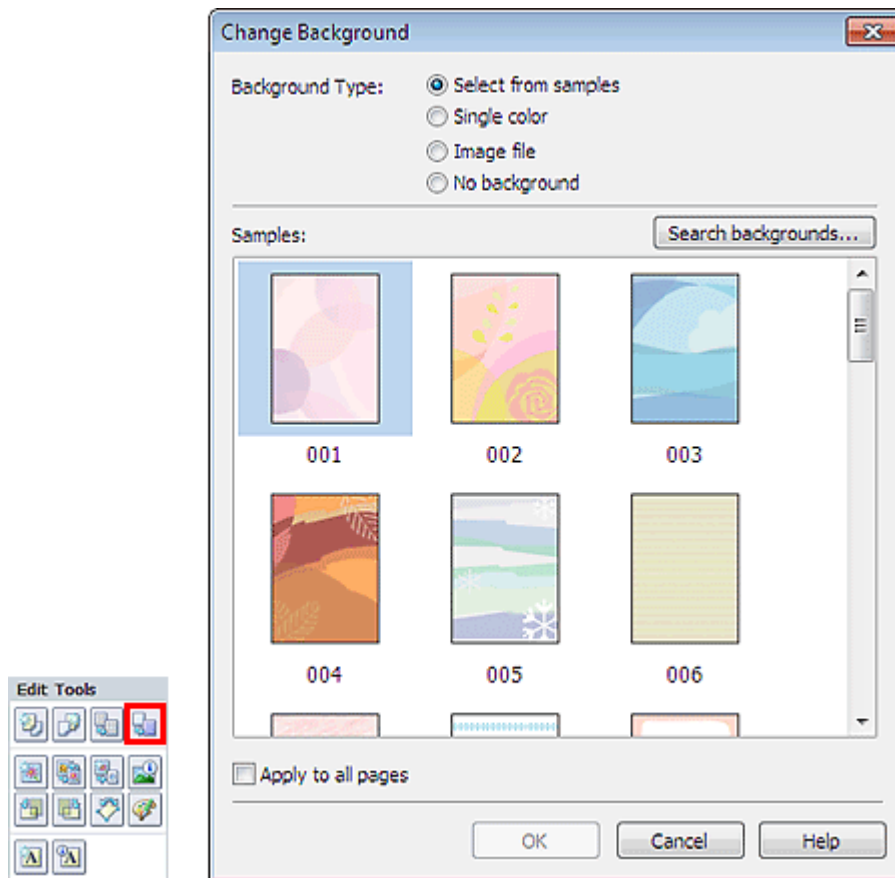 Change Background
Background Type:
Select from samples
Single color
Image file
No background
Samples:
Search backgrounds...
001
002
003
004
005
006
Apply to all pages
OK
Cancel
Help
Edit Tools